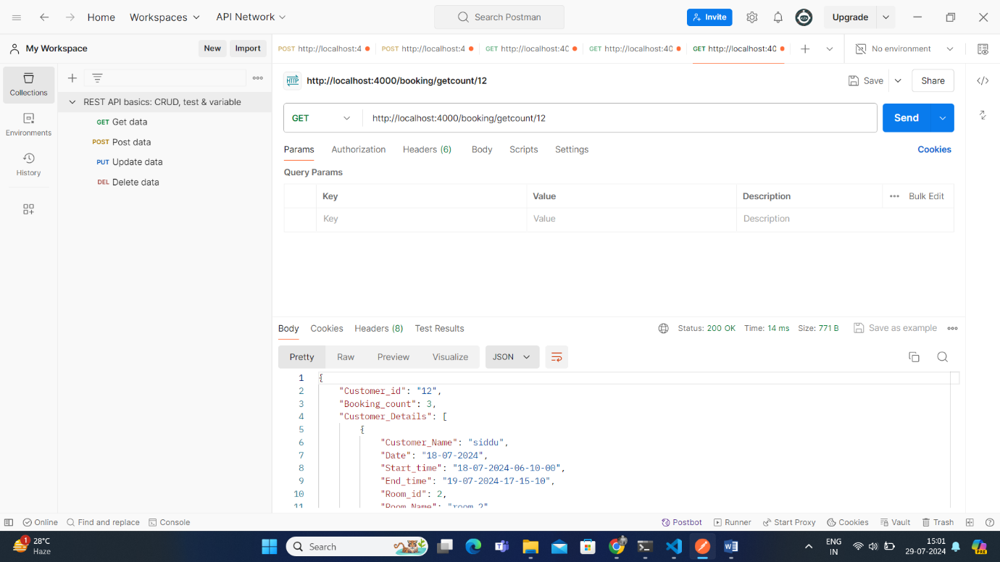 Home Workspaces API Network Search Postman Invite Upgrade
My Workspace New Import POST http://localhost:4 POST http://localhost:4 GET http://localhost:40 GET http://localhost:40 GET http://localhost:40 No environment
Collections
Environments
History
REST API basics: CRUD, test & variable
GET Get data
POST Post data
PUT Update data
DEL Delete data
HTTP http://localhost:4000/booking/getcount/12 Save Share
GET http://localhost:4000/booking/getcount/12 Send
Params Authorization Headers (6) Body Scripts Settings Cookies
Query Params
Key Value Description Bulk Edit
Key Value Description
Body Cookies Headers (8) Test Results Status: 200 OK Time: 14 ms Size: 771 B Save as example
Pretty Raw Preview Visualize JSON
1 {
2 "Customer_id": "12",
3 "Booking_count": 3,
4 "Customer_Details": [
5 {
6 "Customer_Name": "siddu",
7 "Date": "18-07-2024",
8 "Start_time": "18-07-2024-06-10-00",
9 "End_time": "19-07-2024-17-15-10",
10 "Room_id": 2,
11 "Room_Name": "room 2"
Online Find and replace Console Postbot Runner Start Proxy Cookies Vault Trash
1 28°C
Haze
Search
ENG
IN
15:01
29-07-2024
PRE